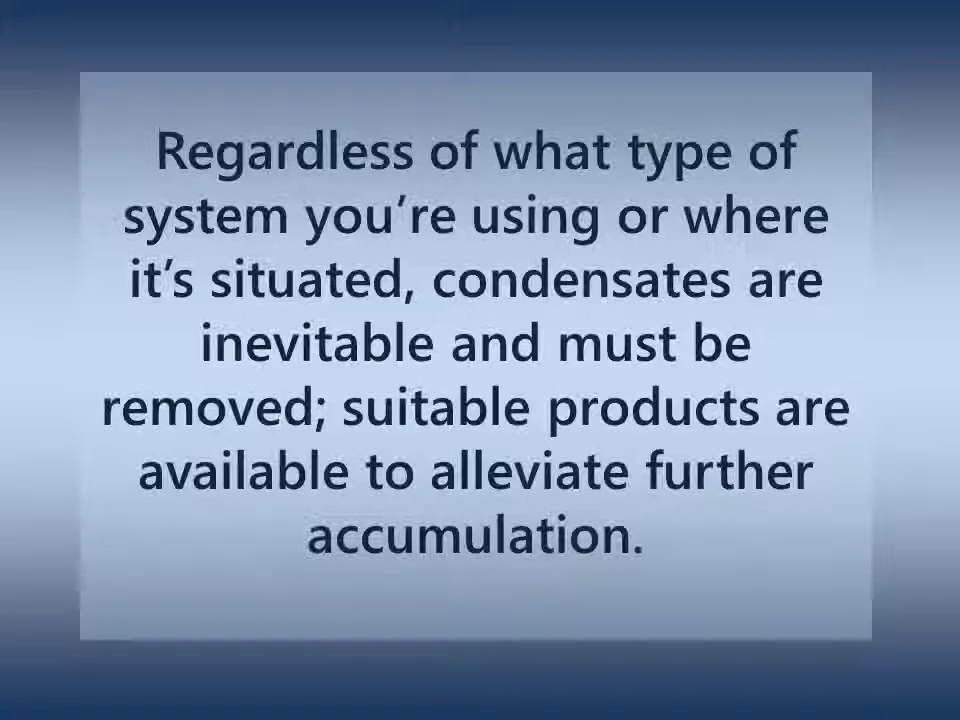 Regardless of what type of
system you’re using or where
it’s situated, condensates are
inevitable and must be
removed; suitable products are
available to alleviate further
accumulation.